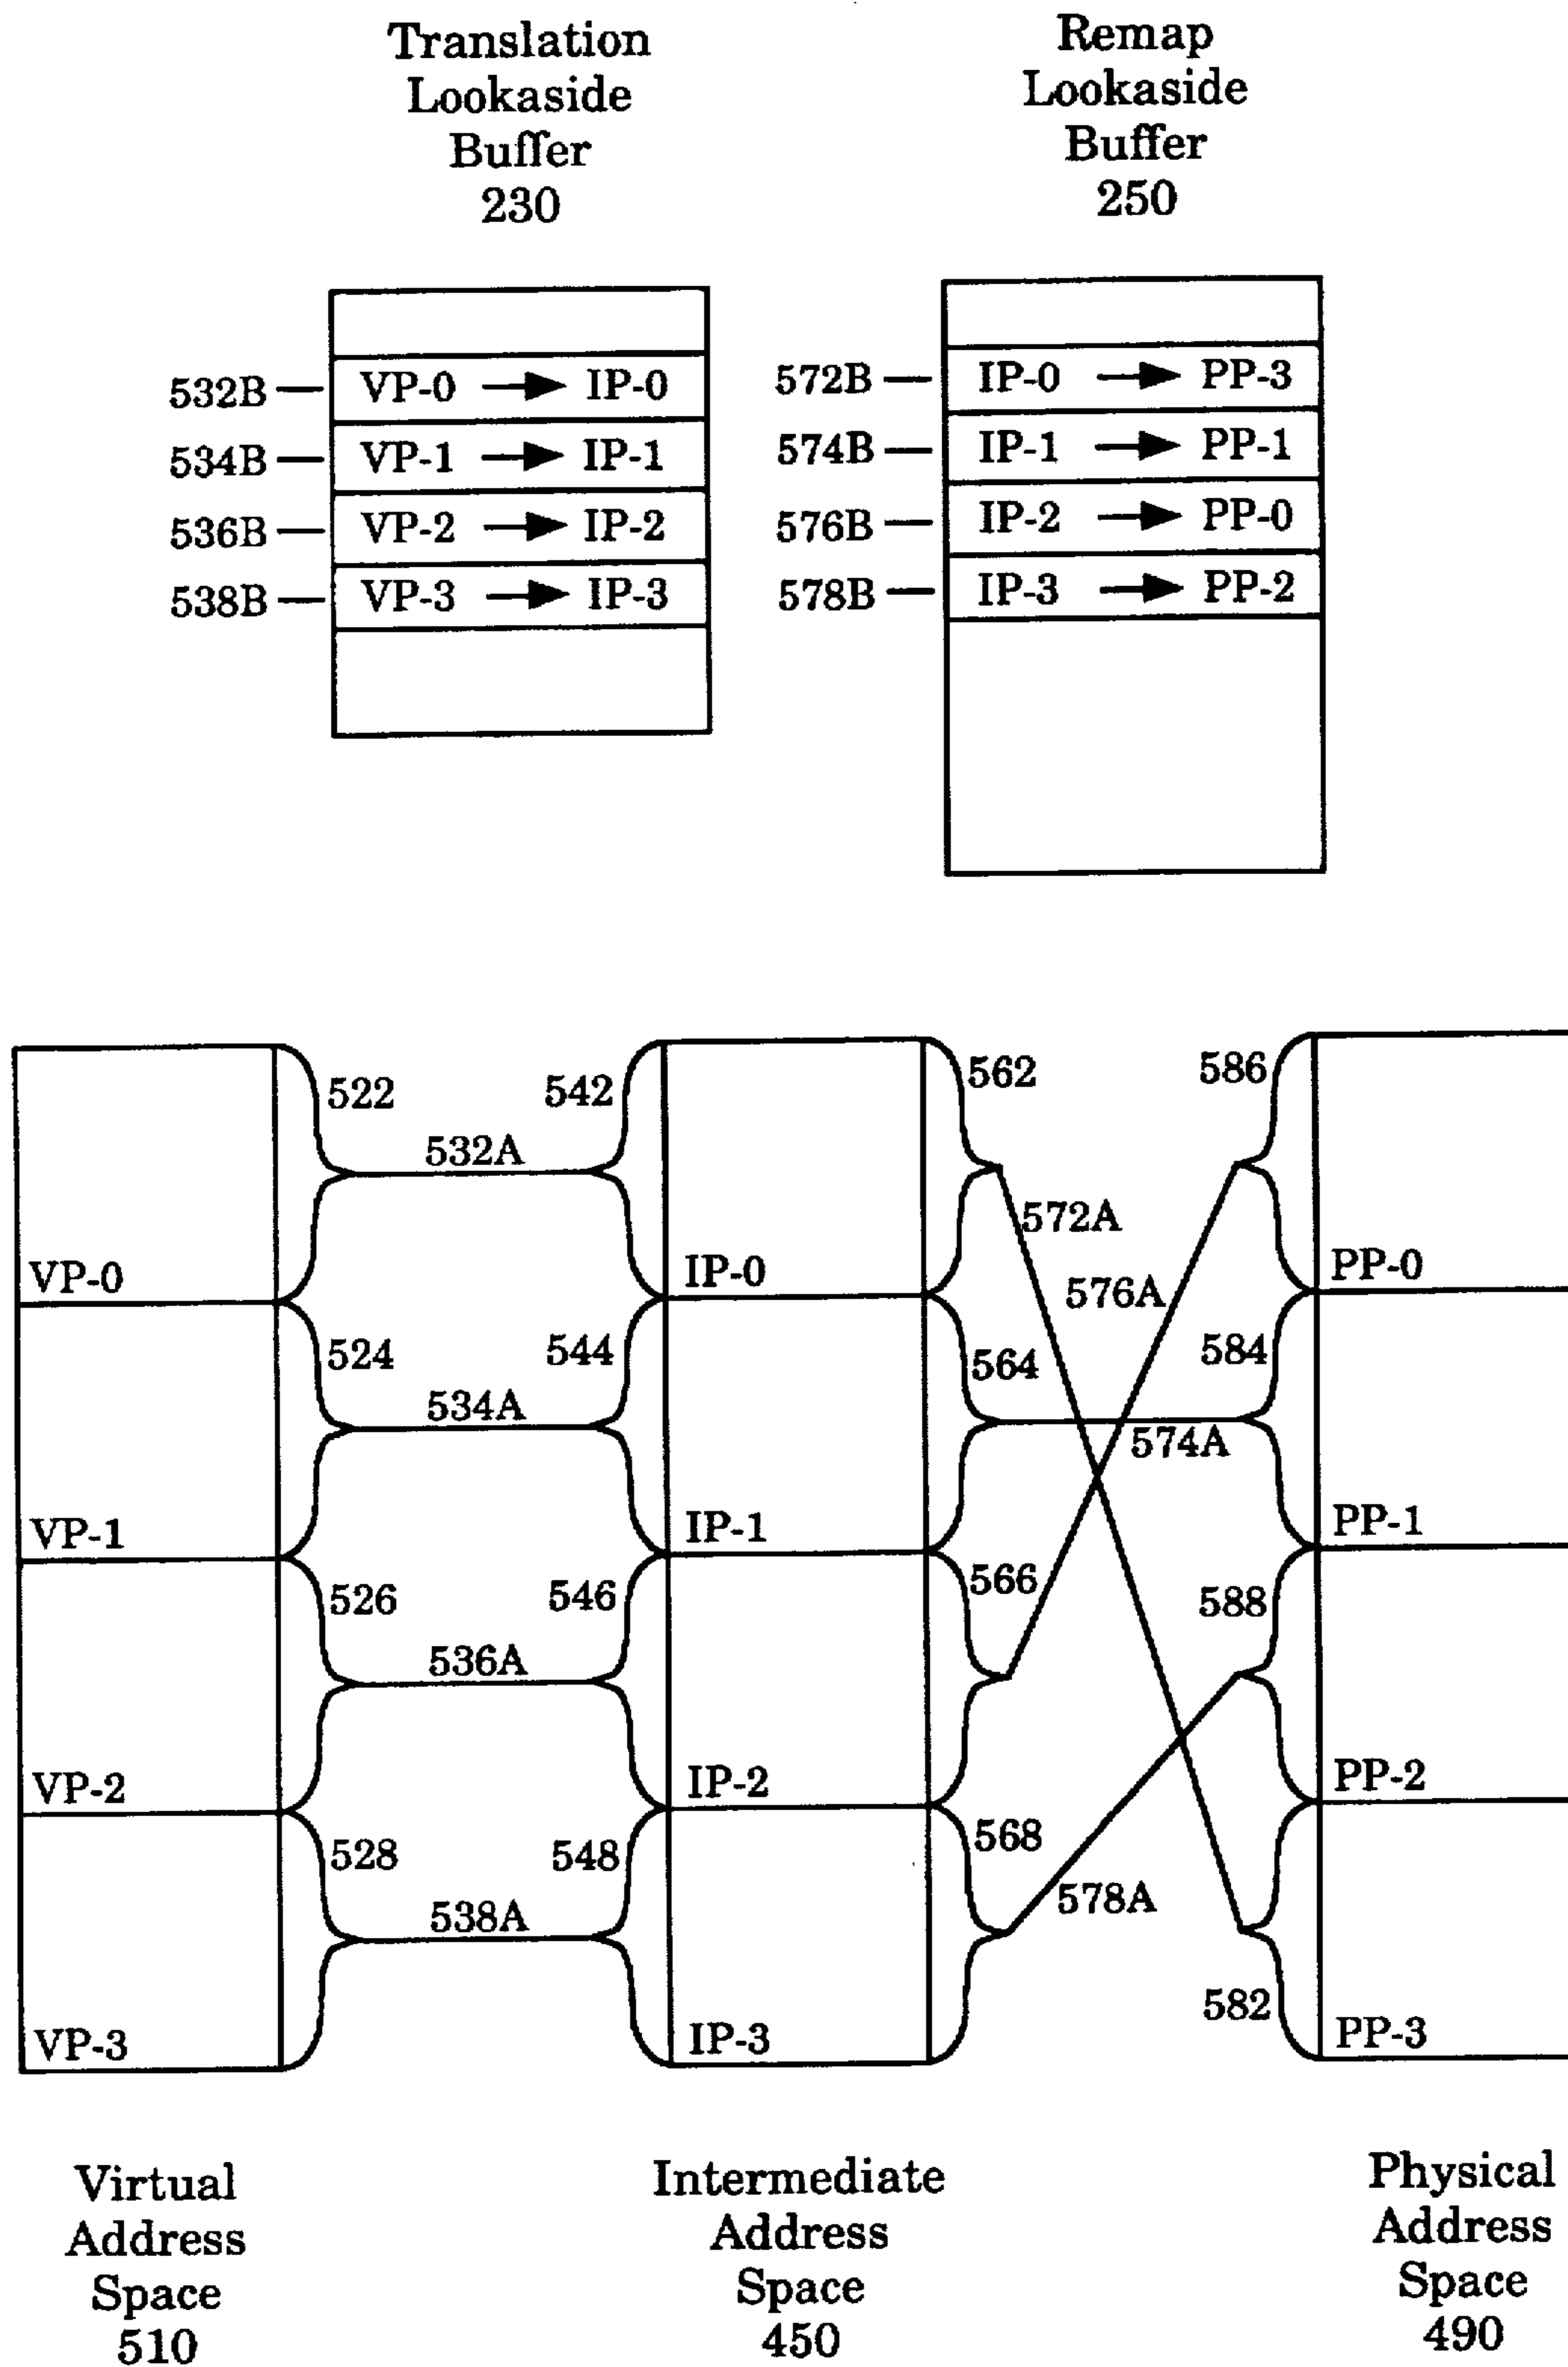 Translation
Lookaside
Buffer
230
Remap
Lookaside
Buffer
250
532B VP-0 IP-0
534B VP-1 IP-1
536B VP-2 IP-2
538B VP-3 IP-3
572B IP-0 PP-3
574B IP-1 PP-1
576B IP-2 PP-0
578B IP-3 PP-2
522 542 562 586
532A
572A
VP-0 IP-0 576A PP-0
524 544 564 584
534A 574A
VP-1 IP-1 PP-1
526 546 566 588
536A
VP-2 IP-2 PP-2
528 548 568
538A 578A
582
VP-3 IP-3 PP-3
Virtual
Address
Space
510
Intermediate
Address
Space
450
Physical
Address
Space
490